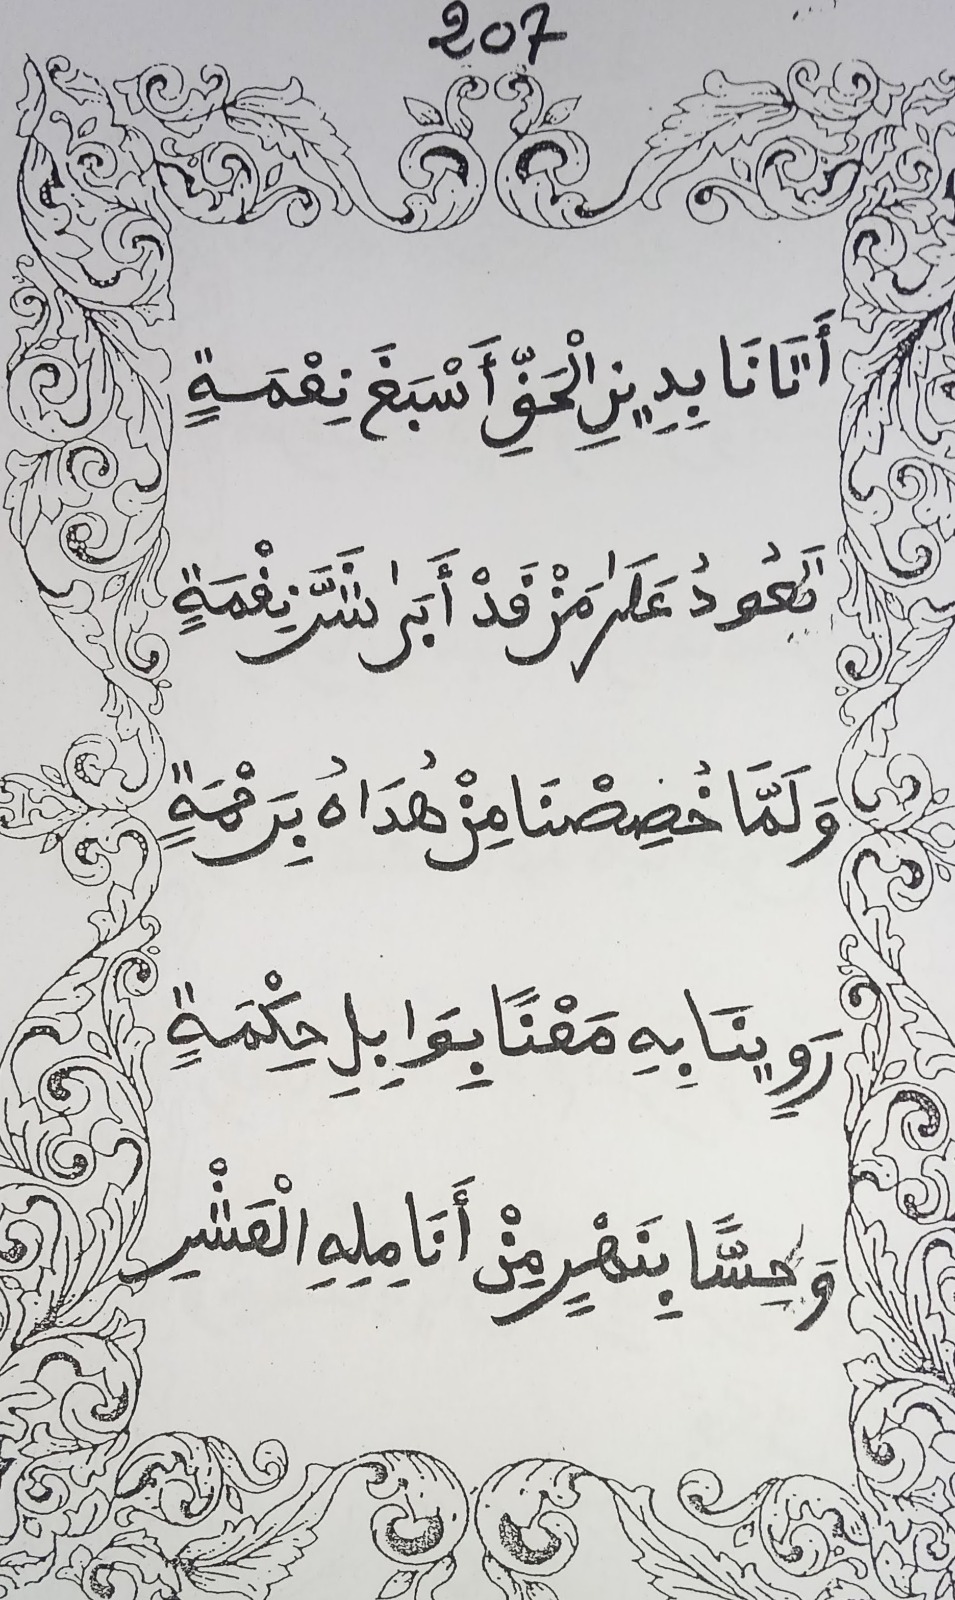 207
أَتَانَا بِدِينِ الْحَقِّ أَسْبَغَ نِعْمَةٍ
تَعُودُ عَلَى مَنْ قَدْ أَبَى شَرَّ نِقْمَةٍ
وَلَمَّا خُصِصْنَا مِنْ هُدَاهُ بِرَحْمَةٍ
رَوِينَا بِهِ مَعْنًا بِوَابِلِ حِكْمَةٍ
وَحِسًّا بِنَهْرٍ مِنْ أَنَامِلِهِ الْعَشْرِ